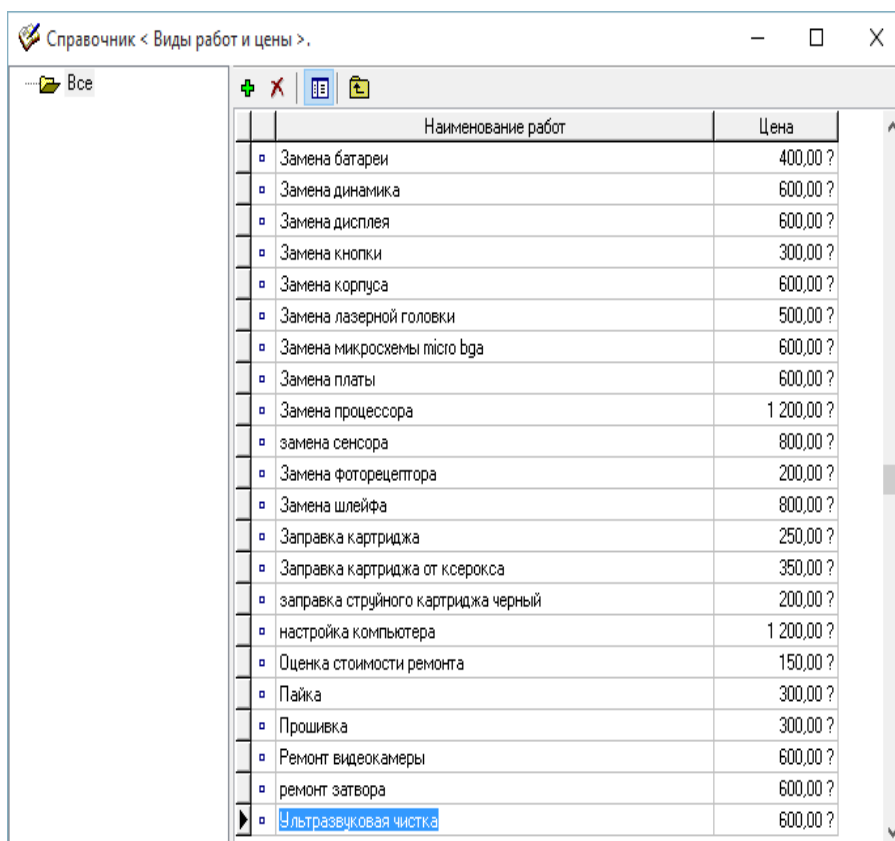 Справочник < Виды работ и цены >.
Все
Наименование работ Цена
Замена батареи 400,00 ?
Замена динамика 600,00 ?
Замена дисплея 600,00 ?
Замена кнопки 300,00 ?
Замена корпуса 600,00 ?
Замена лазерной головки 500,00 ?
Замена микросхемы micro bga 600,00 ?
Замена платы 600,00 ?
Замена процессора 1 200,00 ?
замена сенсора 800,00 ?
Замена фоторецептора 200,00 ?
Замена шлейфа 800,00 ?
Заправка картриджа 250,00 ?
Заправка картриджа от ксерокса 350,00 ?
заправка струйного картриджа черный 200,00 ?
настройка компьютера 1 200,00 ?
Оценка стоимости ремонта 150,00 ?
Пайка 300,00 ?
Прошивка 300,00 ?
Ремонт видеокамеры 600,00 ?
ремонт затвора 600,00 ?
Ультразвуковая чистка 600,00 ?